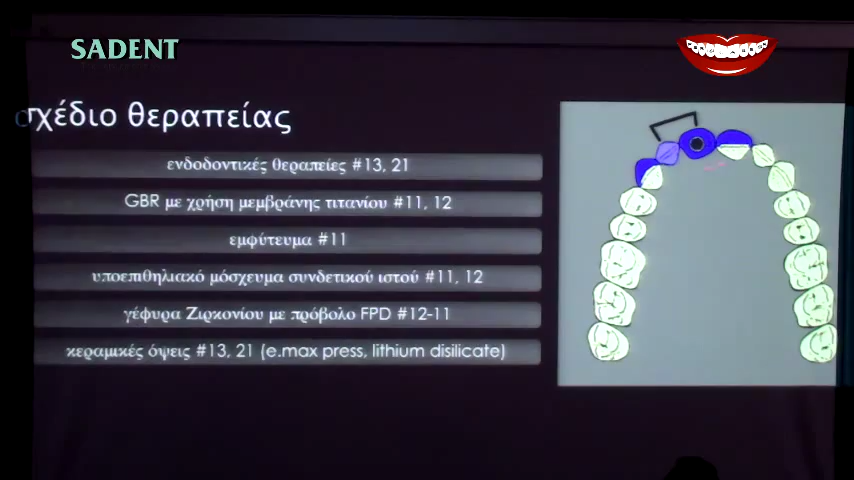 SADENT
σχέδιο θεραπείας
ενδοδοντικές θεραπείες #13, 21
GBR με χρήση μεμβράνης τιτανίου #11, 12
εμφύτευμα #11
υποεπιθηλιακό μόσχευμα συνδετικού ιστού #11, 12
γέφυρα Ζιρκονίου με πρόβολο FPD #12-11
κεραμικές όψεις #13, 21 (e.max press, lithium disilicate)